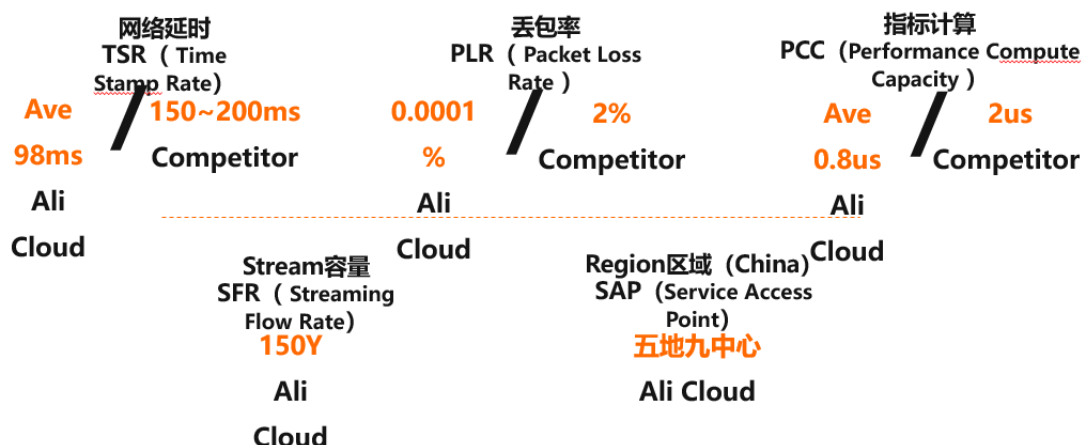 网络延时
TSR（ Time
Stamp Rate）
Ave
98ms
Ali
Cloud
/
150~200ms
Competitor
丢包率
PLR（ Packet Loss
Rate ）
0.0001
%
Ali
Cloud
/
2%
Competitor
指标计算
PCC（Performance Compute
Capacity ）
Ave
0.8us
Ali
Cloud
/
2us
Competitor
Stream容量
SFR（ Streaming
Flow Rate）
150Y
Ali
Cloud
Region区域（China）
SAP（Service Access
Point）
五地九中心
Ali Cloud